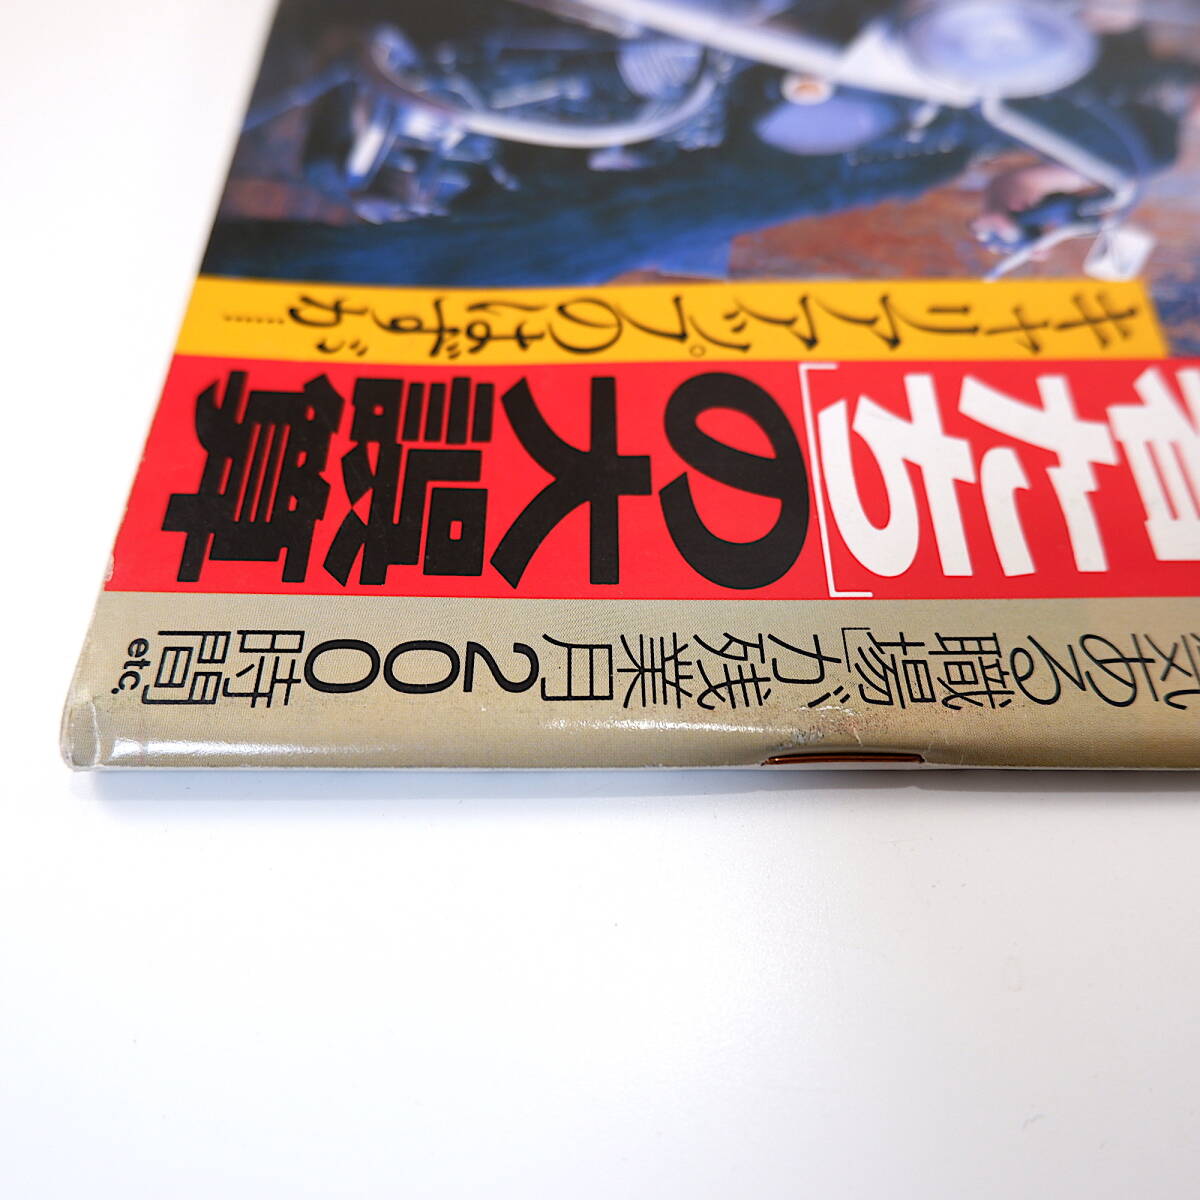 気ある職場]が残業月200時間etc.
者たち]の大誤算
キャリアアップのはずが……